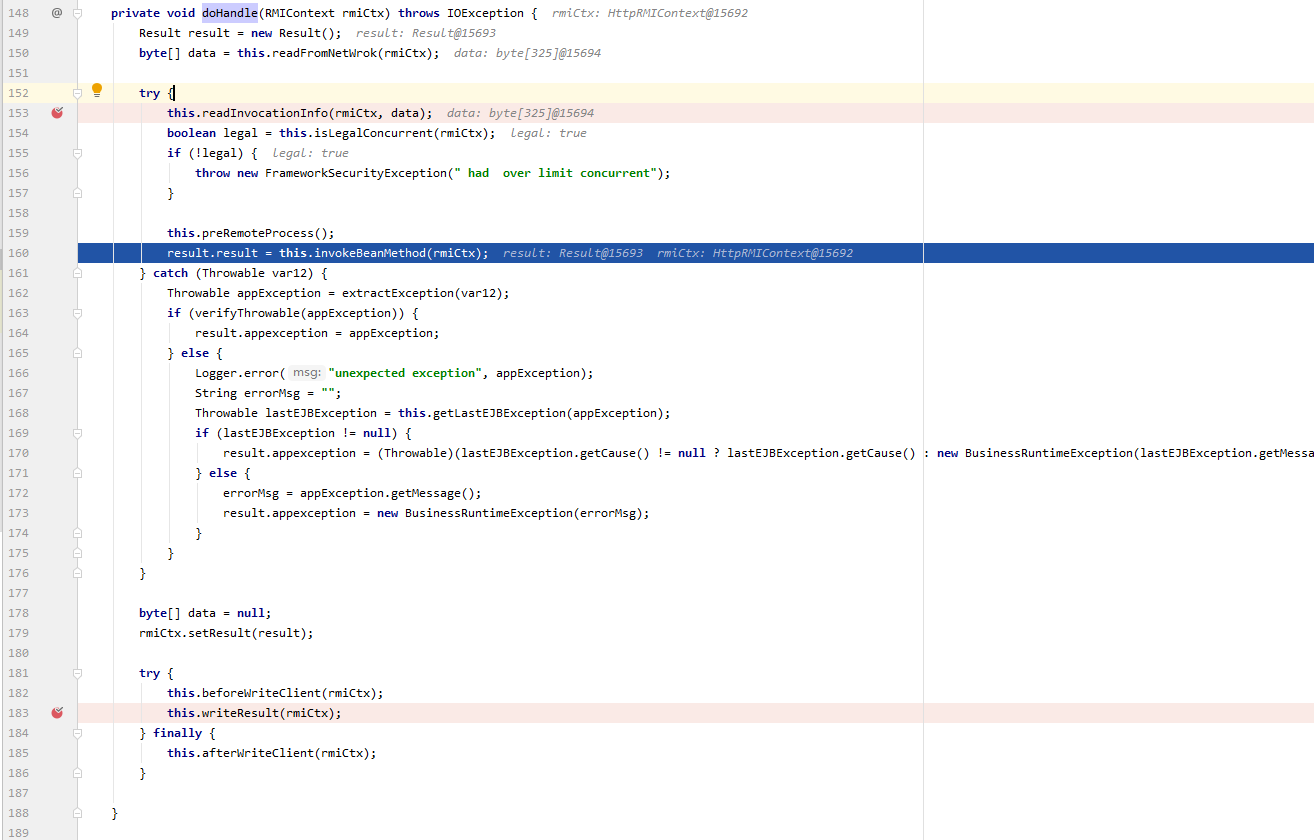 148 @ private void doHandle(RMIContext rmiCtx) throws IOException { rmiCtx: HttpRMIContext@15692
149 Result result = new Result(); result: Result@15693
150 byte[] data = this.readFromNetWrok(rmiCtx); data: byte[325]@15694
151
152 try {
153 this.readInvocationInfo(rmiCtx, data); data: byte[325]@15694
154 boolean legal = this.isLegalConcurrent(rmiCtx); legal: true
155 if (!legal) { legal: true
156 throw new FrameworkSecurityException(" had  over limit concurrent");
157 }
158
159 this.preRemoteProcess();
160 result.result = this.invokeBeanMethod(rmiCtx); result: Result@15693 rmiCtx: HttpRMIContext@15692
161 } catch (Throwable var12) {
162 Throwable appException = extractException(var12);
163 if (verifyThrowable(appException)) {
164 result.appexception = appException;
165 } else {
166 Logger.error( msg: "unexpected exception", appException);
167 String errorMsg = "";
168 Throwable lastEJBException = this.getLastEJBException(appException);
169 if (lastEJBException != null) {
170 result.appexception = (Throwable)(lastEJBException.getCause() != null ? lastEJBException.getCause() : new BusinessRuntimeException(lastEJBException.getMessa
171 } else {
172 errorMsg = appException.getMessage();
173 result.appexception = new BusinessRuntimeException(errorMsg);
174 }
175 }
176 }
177
178 byte[] data = null;
179 rmiCtx.setResult(result);
180
181 try {
182 this.beforeWriteClient(rmiCtx);
183 this.writeResult(rmiCtx);
184 } finally {
185 this.afterWriteClient(rmiCtx);
186 }
187
188 }
189